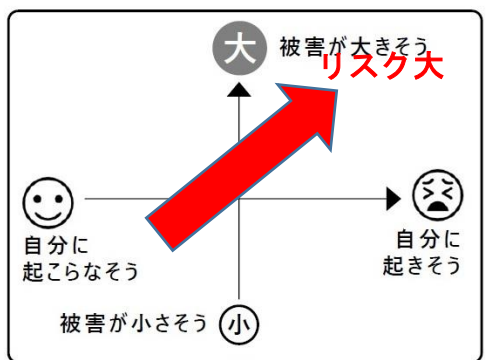 大 被害が大きそう
リスク大
自分に
起こらなそう
自分に
起きそう
被害が小さそう 小